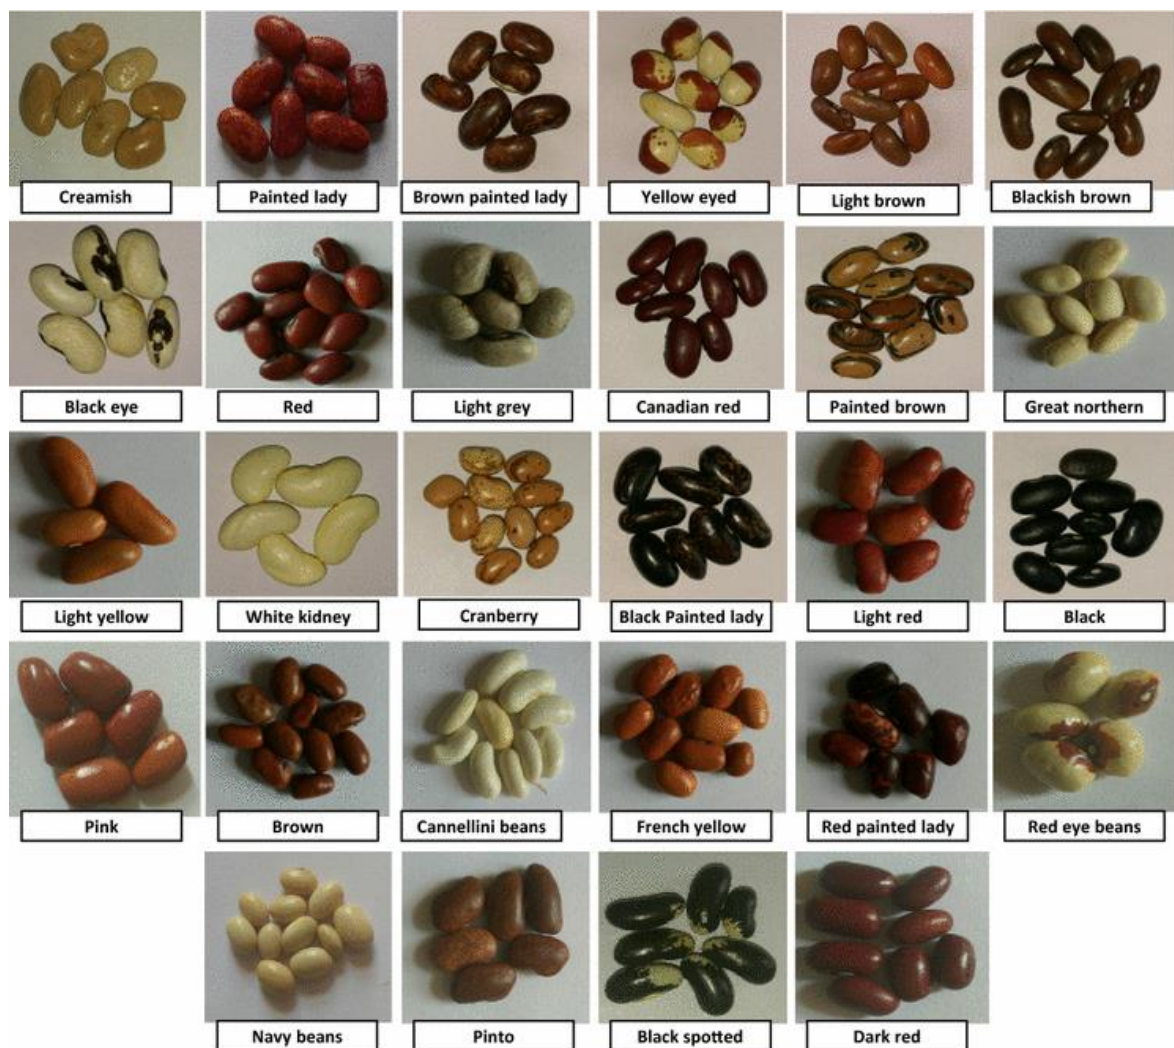 Creamish
Painted lady
Brown painted lady
Yellow eyed
Light brown
Blackish brown
Black eye
Red
Light grey
Canadian red
Painted brown
Great northern
Light yellow
White kidney
Cranberry
Black Painted lady
Light red
Black
Pink
Brown
Cannellini beans
French yellow
Red painted lady
Red eye beans
Navy beans
Pinto
Black spotted
Dark red